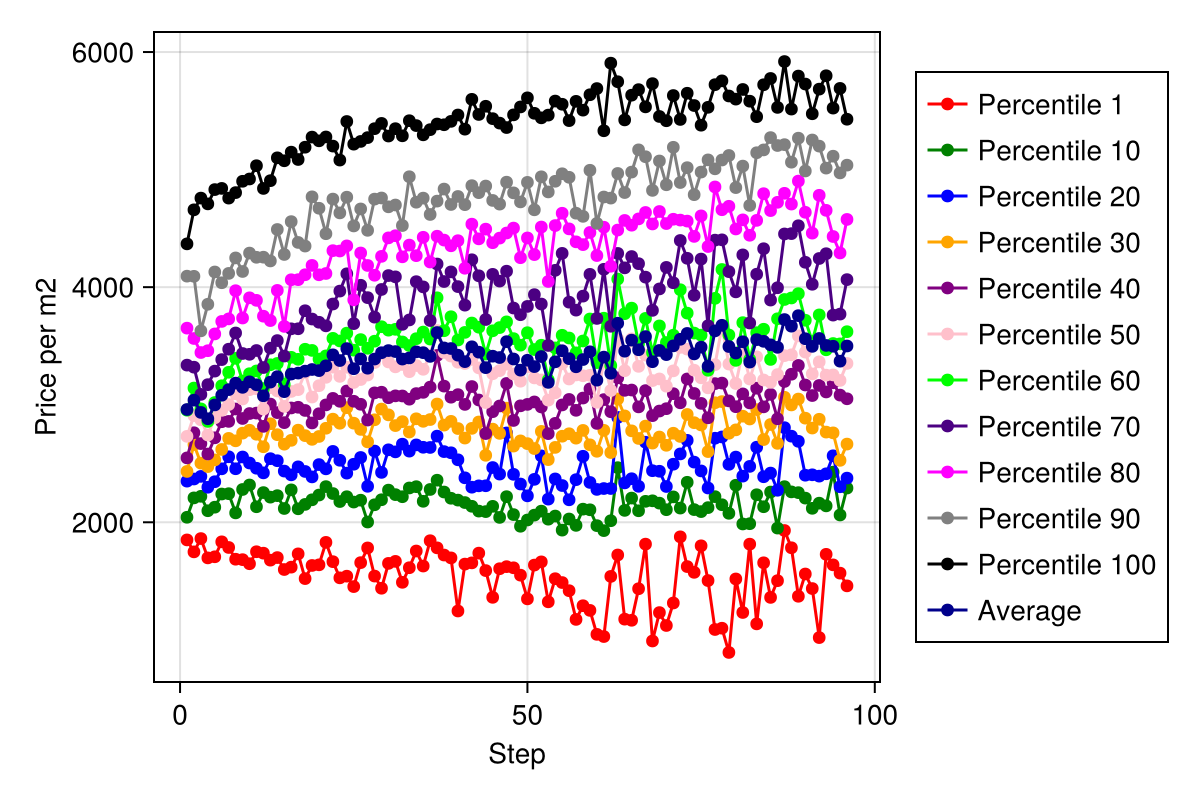 6000
4000
2000
Price per m2
0
50
100
Step
Percentile 1
Percentile 10
Percentile 20
Percentile 30
Percentile 40
Percentile 50
Percentile 60
Percentile 70
Percentile 80
Percentile 90
Percentile 100
Average